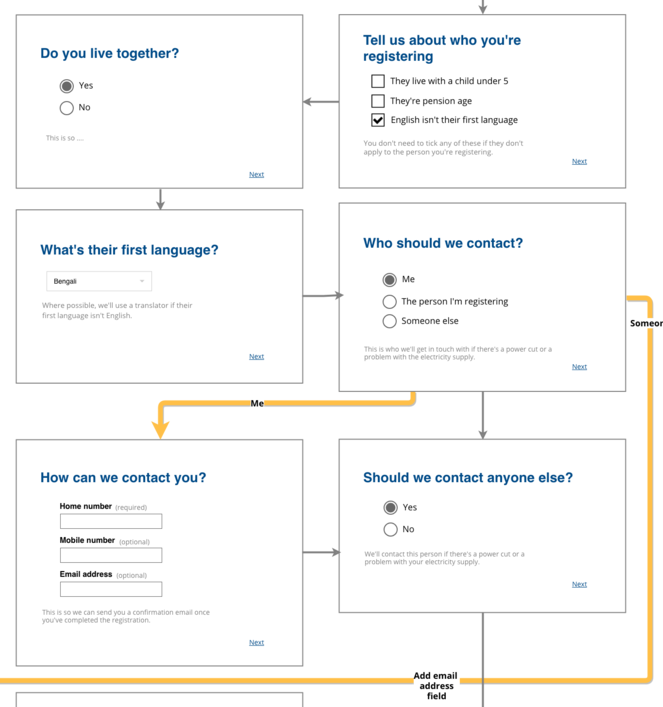 Do you live together?
Yes
No
This is so ....
Next
Tell us about who you're
registering
They live with a child under 5
They're pension age
English isn't their first language
You don't need to tick any of these if they don't
apply to the person you're registering.
Next
What's their first language?
Bengali
Where possible, we'll use a translator if their
first language isn't English.
Next
Who should we contact?
Me
The person I'm registering
Someone else
This is who we'll get in touch with if there's a power cut or a
problem with the electricity supply.
Next
Someor
Me
How can we contact you?
Home number (required)
Mobile number (optional)
Email address (optional)
This is so we can send you a confirmation email once
you've completed the registration.
Next
Should we contact anyone else?
Yes
No
We'll contact this person if there's a power cut or a
problem with your electricity supply.
Next
Add email
address
field